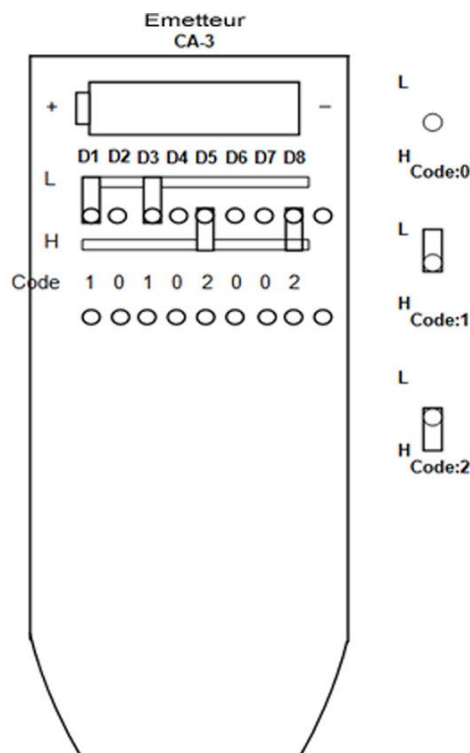 Emetteur
CA-3
+ −
D1 D2 D3 D4 D5 D6 D7 D8
L
H
Code 1 0 1 0 2 0 0 2
L
H
Code:0
L
H
Code:1
L
H
Code:2